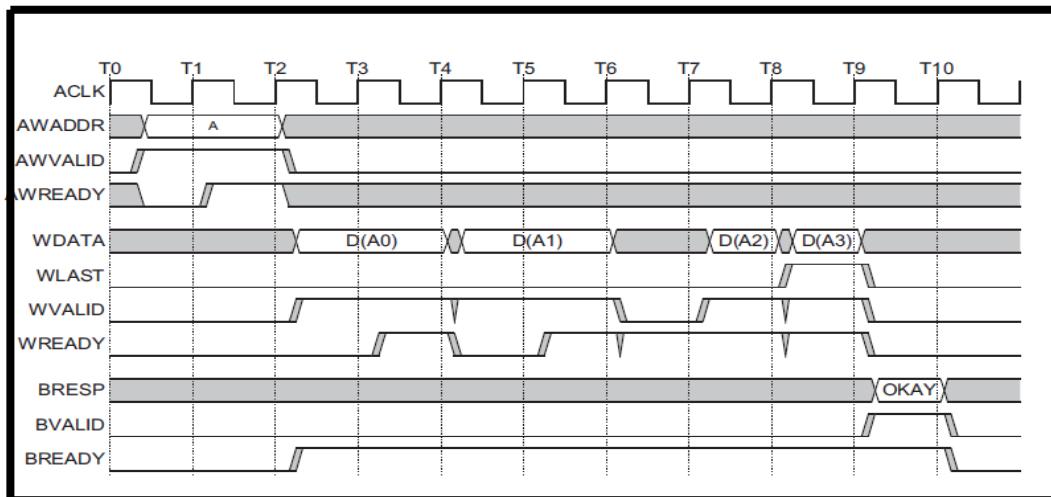 T0 T1 T2 T3 T4 T5 T6 T7 T8 T9 T10
ACLK
AWADDR A
AWVALID
AWREADY
WDATA D(A0) D(A1) D(A2) D(A3)
WLAST
WVALID
WREADY
BRESP OKAY
BVALID
BREADY